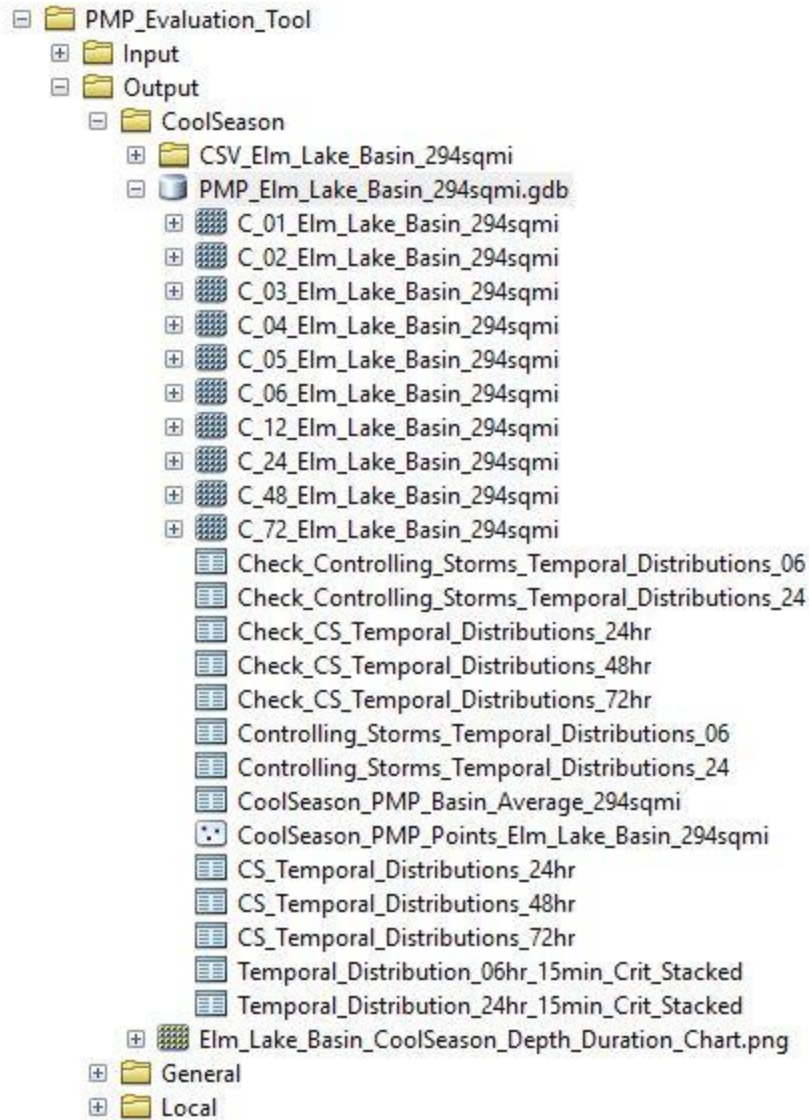 PMP_Evaluation_Tool
Input
Output
CoolSeason
CSV_Elm_Lake_Basin_294sqmi
PMP_Elm_Lake_Basin_294sqmi.gdb
C_01_Elm_Lake_Basin_294sqmi
C_02_Elm_Lake_Basin_294sqmi
C_03_Elm_Lake_Basin_294sqmi
C_04_Elm_Lake_Basin_294sqmi
C_05_Elm_Lake_Basin_294sqmi
C_06_Elm_Lake_Basin_294sqmi
C_12_Elm_Lake_Basin_294sqmi
C_24_Elm_Lake_Basin_294sqmi
C_48_Elm_Lake_Basin_294sqmi
C_72_Elm_Lake_Basin_294sqmi
Check_Controlling_Storms_Temporal_Distributions_06
Check_Controlling_Storms_Temporal_Distributions_24
Check_CS_Temporal_Distributions_24hr
Check_CS_Temporal_Distributions_48hr
Check_CS_Temporal_Distributions_72hr
Controlling_Storms_Temporal_Distributions_06
Controlling_Storms_Temporal_Distributions_24
CoolSeason_PMP_Basin_Average_294sqmi
CoolSeason_PMP_Points_Elm_Lake_Basin_294sqmi
CS_Temporal_Distributions_24hr
CS_Temporal_Distributions_48hr
CS_Temporal_Distributions_72hr
Temporal_Distribution_06hr_15min_Crit_Stacked
Temporal_Distribution_24hr_15min_Crit_Stacked
Elm_Lake_Basin_CoolSeason_Depth_Duration_Chart.png
General
Local